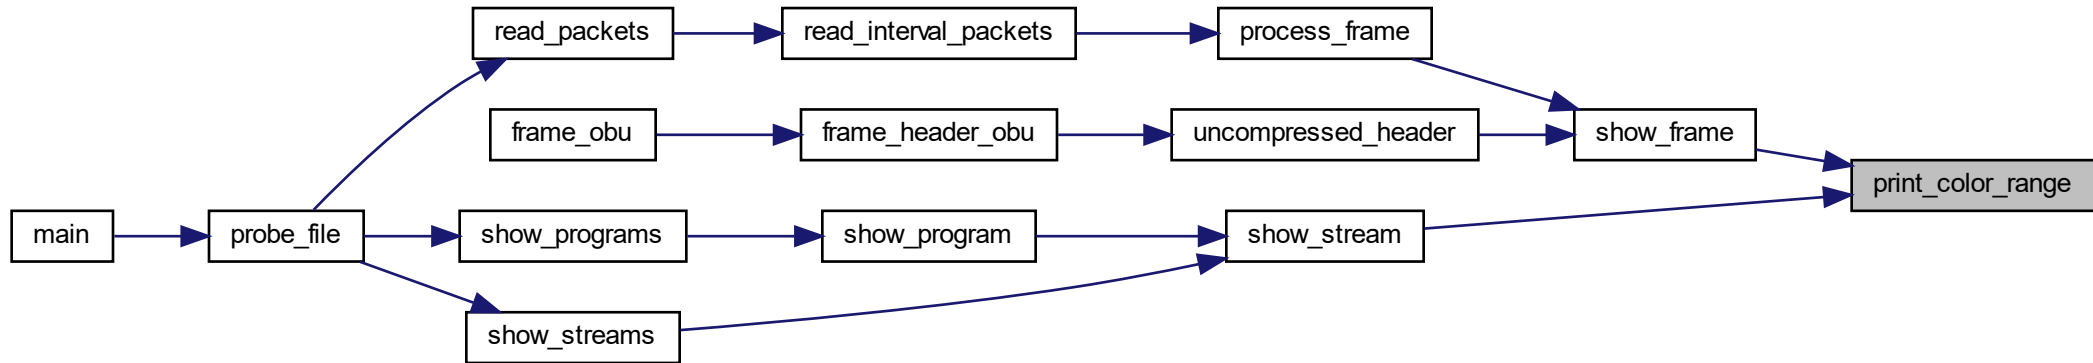 read_packets
read_interval_packets
process_frame
frame_obu
frame_header_obu
uncompressed_header
show_frame
print_color_range
main
probe_file
show_programs
show_program
show_stream
show_streams